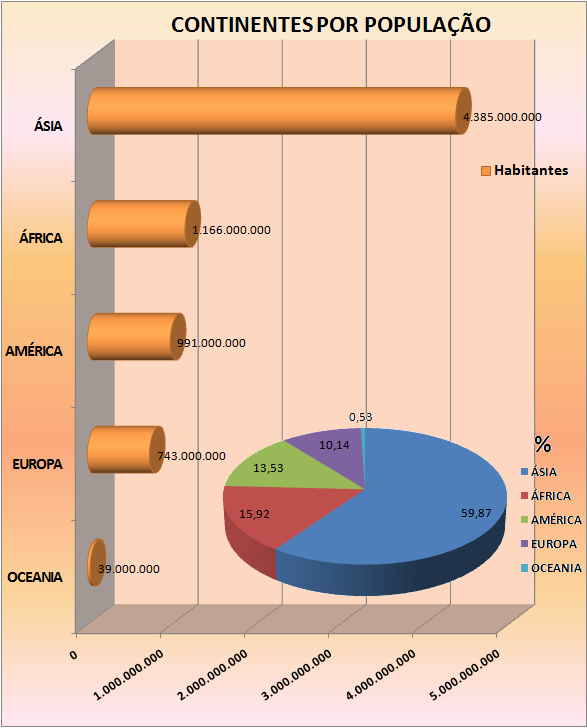 CONTINENTES POR POPULAÇÃO
ÁSIA
4.385.000.000
Habitantes
ÁFRICA
1.166.000.000
AMÉRICA
991.000.000
EUROPA
743.000.000
OCEANIA
39.000.000
0
1.000.000.000
2.000.000.000
3.000.000.000
4.000.000.000
5.000.000.000
0,53
10,14
13,53
15,92
59,87
%
ÁSIA
ÁFRICA
AMÉRICA
EUROPA
OCEANIA